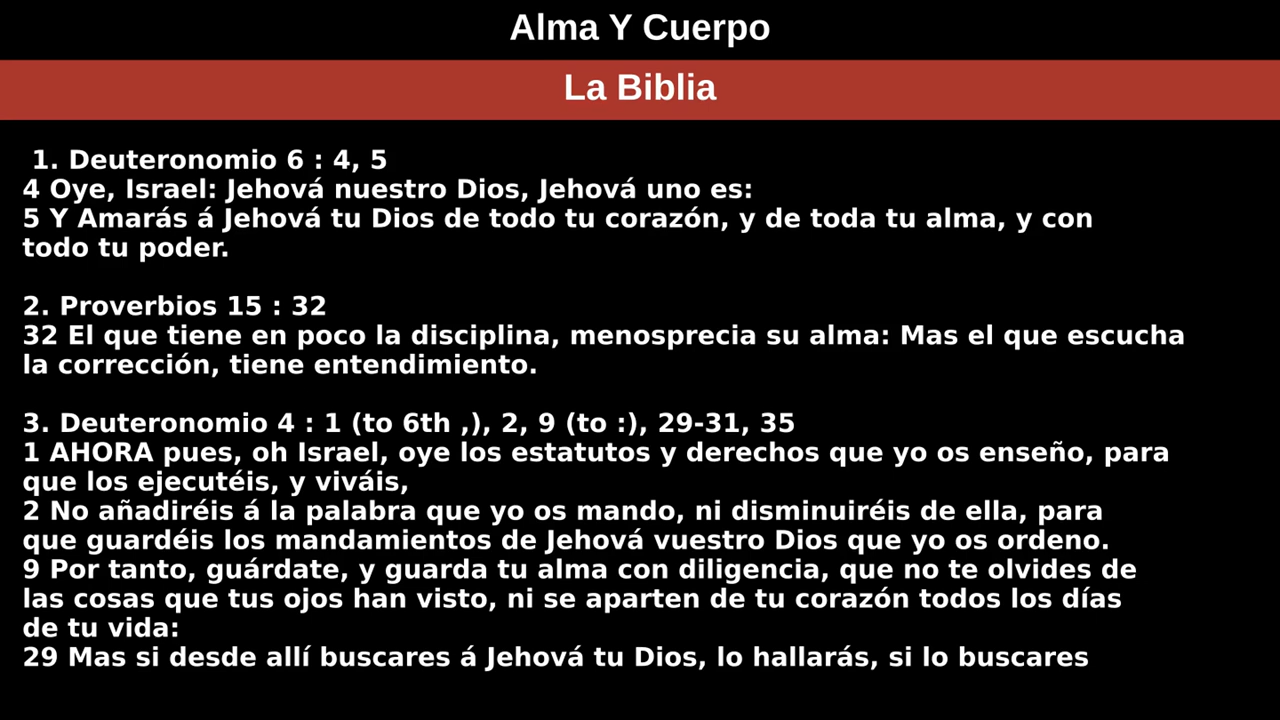 Alma Y Cuerpo
La Biblia
1. Deuteronomio 6 : 4, 5
4 Oye, Israel: Jehová nuestro Dios, Jehová uno es:
5 Y Amarás á Jehová tu Dios de todo tu corazón, y de toda tu alma, y con
todo tu poder.
2. Proverbios 15 : 32
32 El que tiene en poco la disciplina, menosprecia su alma: Mas el que escucha
la corrección, tiene entendimiento.
3. Deuteronomio 4 : 1 (to 6th ,), 2, 9 (to :), 29-31, 35
1 AHORA pues, oh Israel, oye los estatutos y derechos que yo os enseño, para
que los ejecutéis, y viváis,
2 No añadiréis á la palabra que yo os mando, ni disminuiréis de ella, para
que guardéis los mandamientos de Jehová vuestro Dios que yo os ordeno.
9 Por tanto, guárdate, y guarda tu alma con diligencia, que no te olvides de
las cosas que tus ojos han visto, ni se aparten de tu corazón todos los días
de tu vida:
29 Mas si desde allí buscares á Jehová tu Dios, lo hallarás, si lo buscares